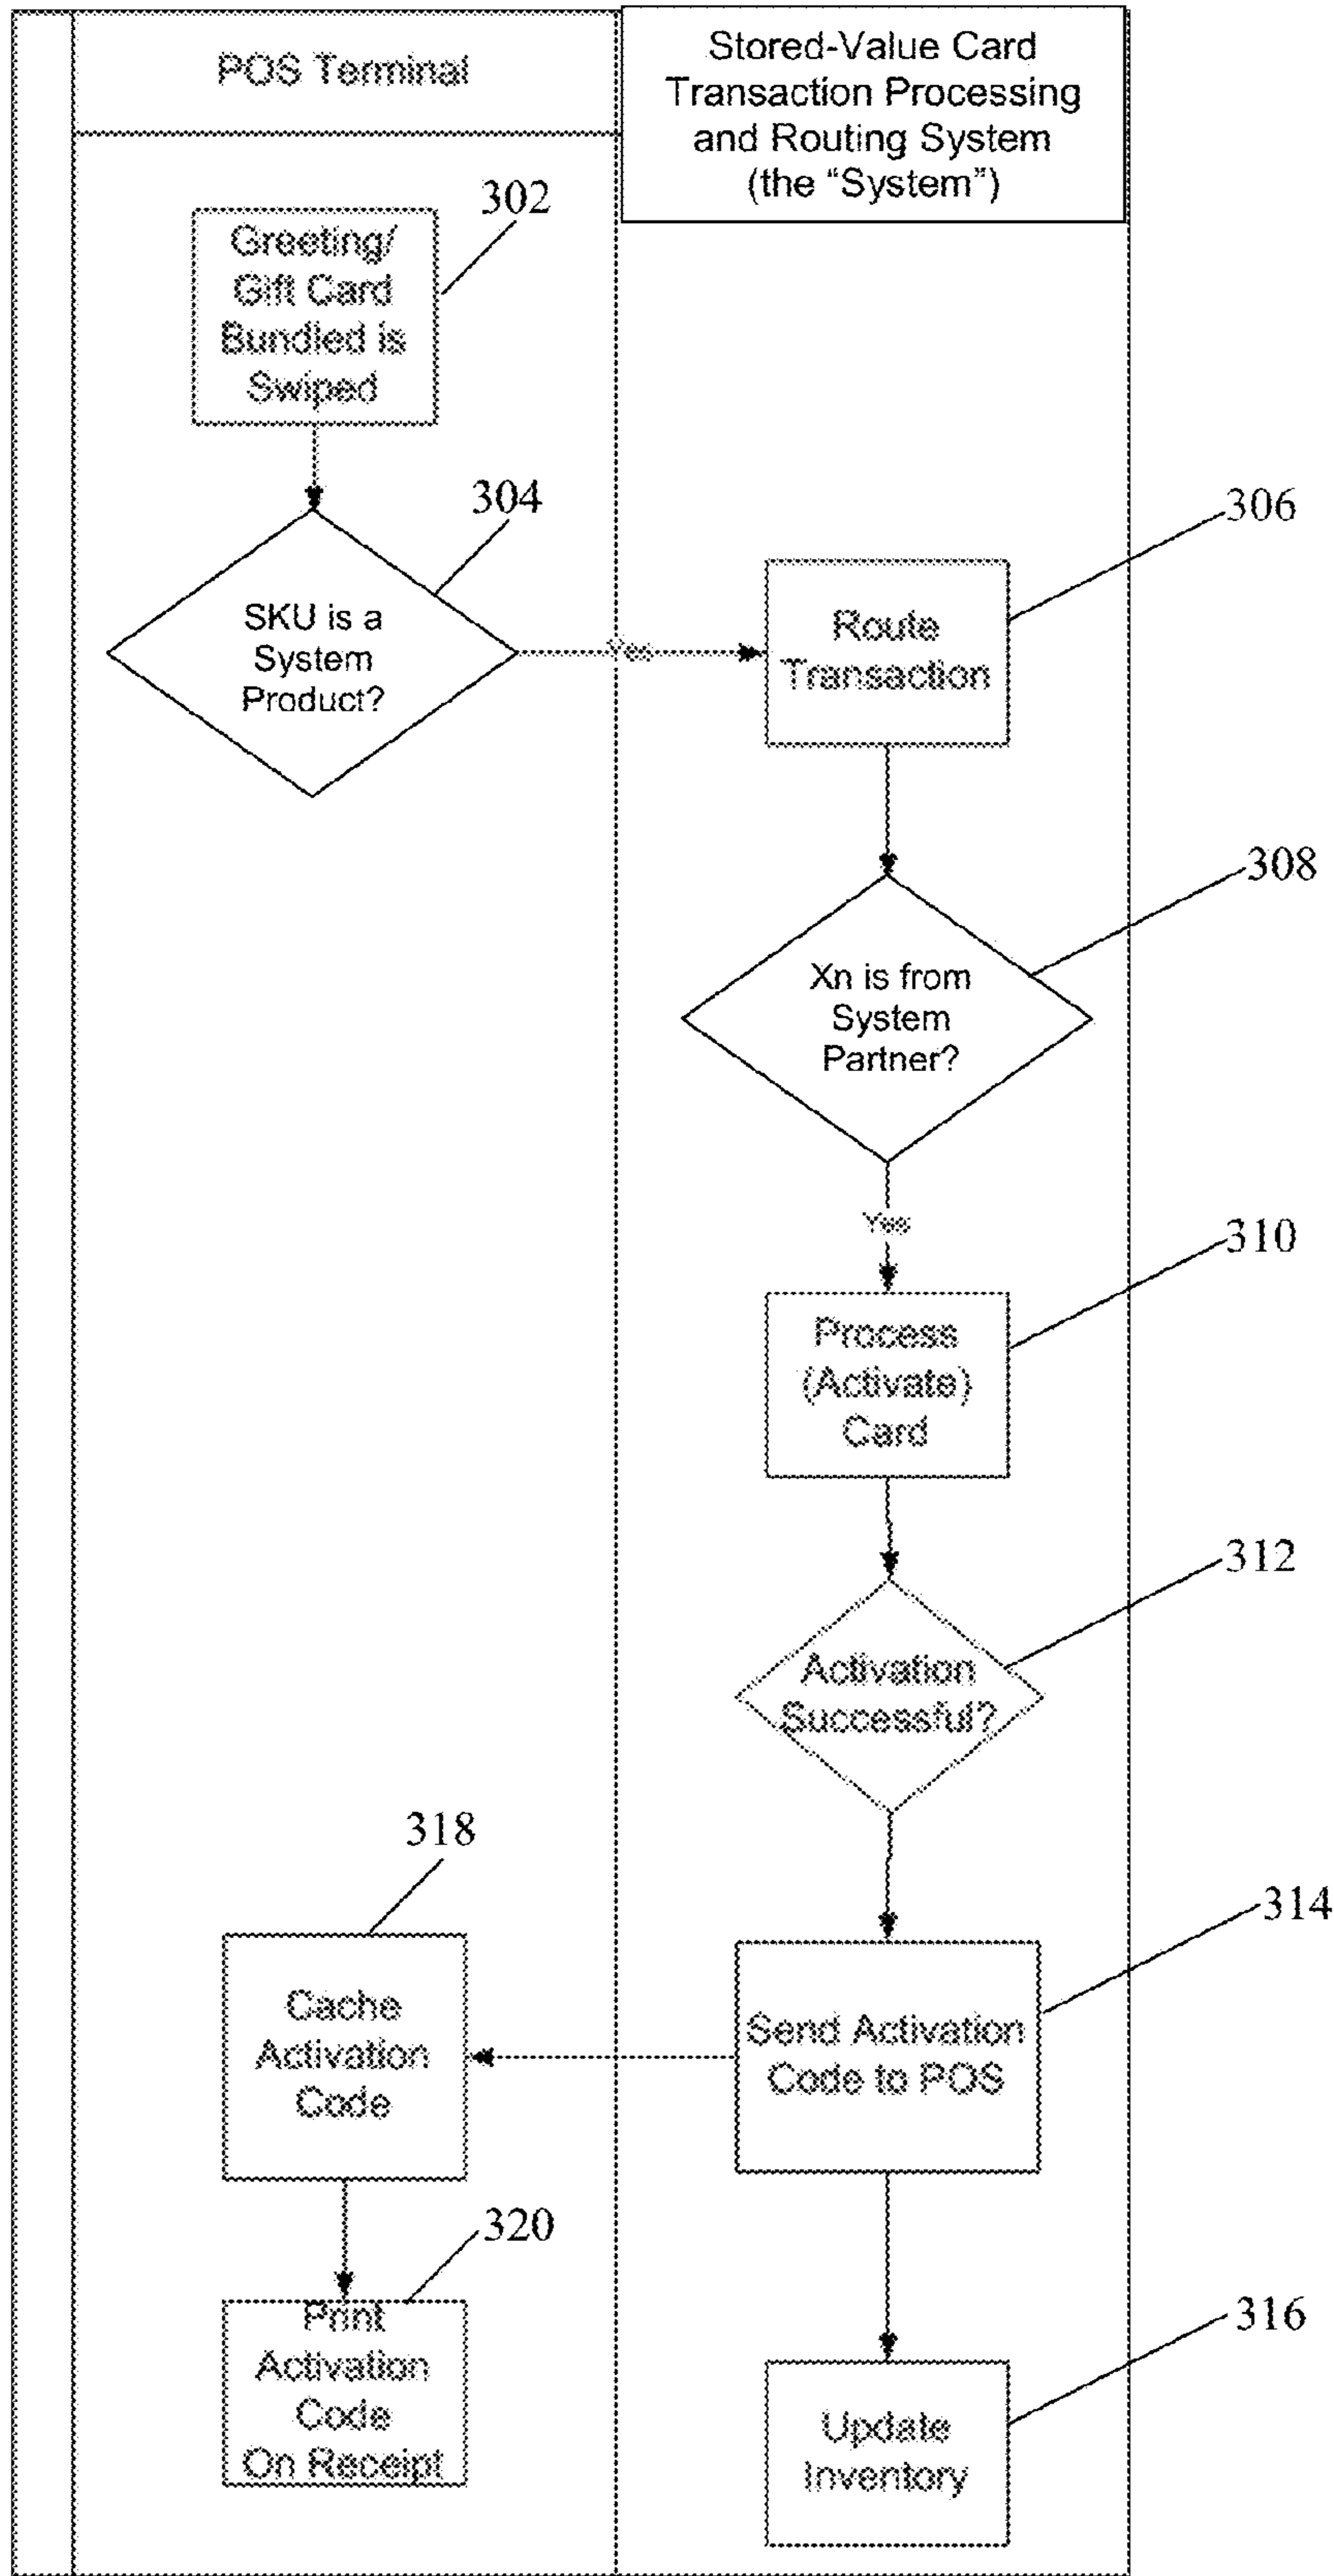 POS Terminal
Stored-Value Card
Transaction Processing
and Routing System
(the “System”)
302
Greeting/
Gift Card
Bundled is
Swiped
304
SKU is a
System
Product?
Yes
306
Route
Transaction
308
Xn is from
System
Partner?
Yes
310
Process
(Activate)
Card
312
Activation
Successful?
318
Cache
Activation
Code
314
Send Activation
Code to POS
320
Print
Activation
Code
On Receipt
316
Update
Inventory